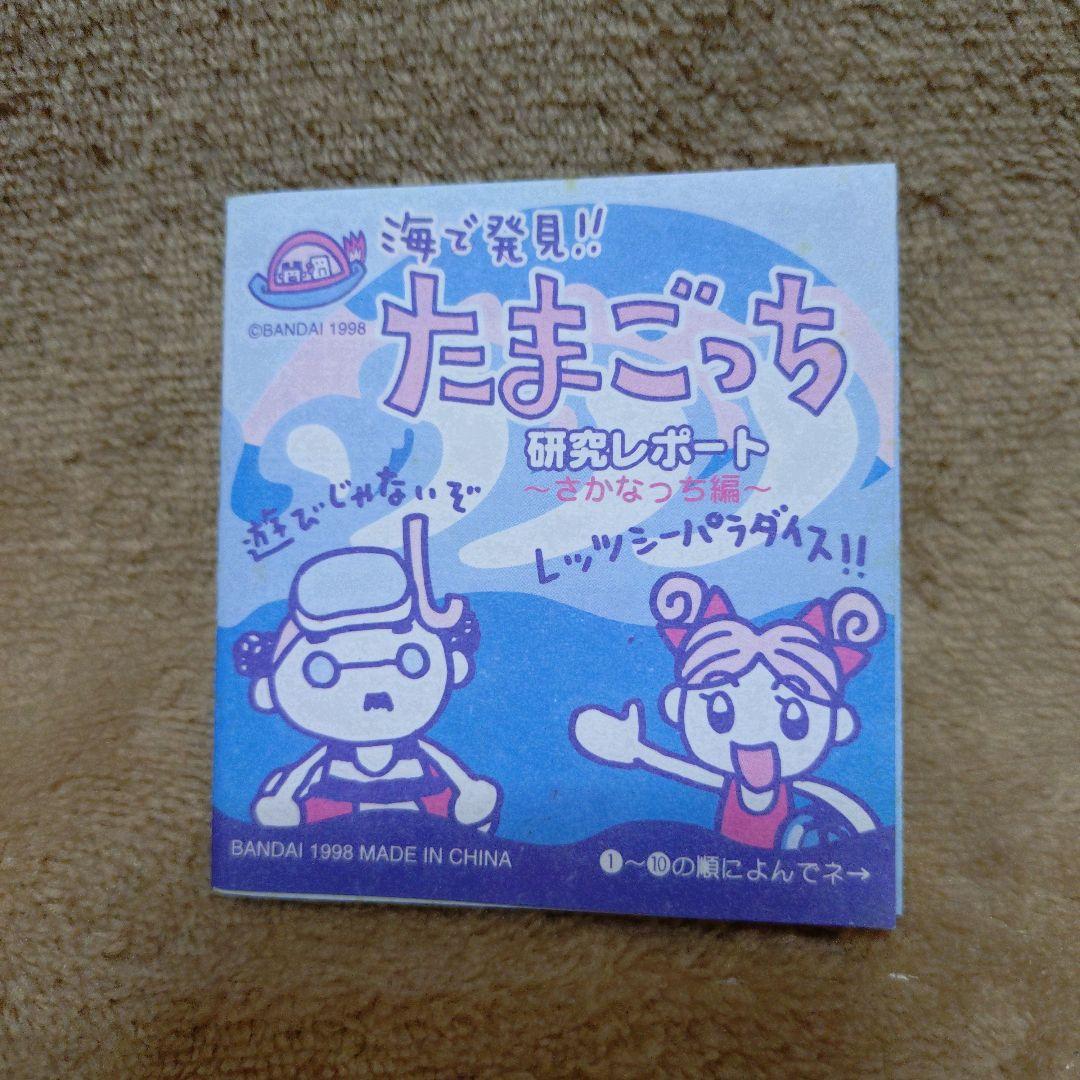 海で発見!!
©BANDAI 1998
たまごっち
研究レポート
〜さかなっち編〜
遊びじゃないぞ
レッツシーパラダイス!!
BANDAI 1998 MADE IN CHINA
❶〜❿の順によんでネ→